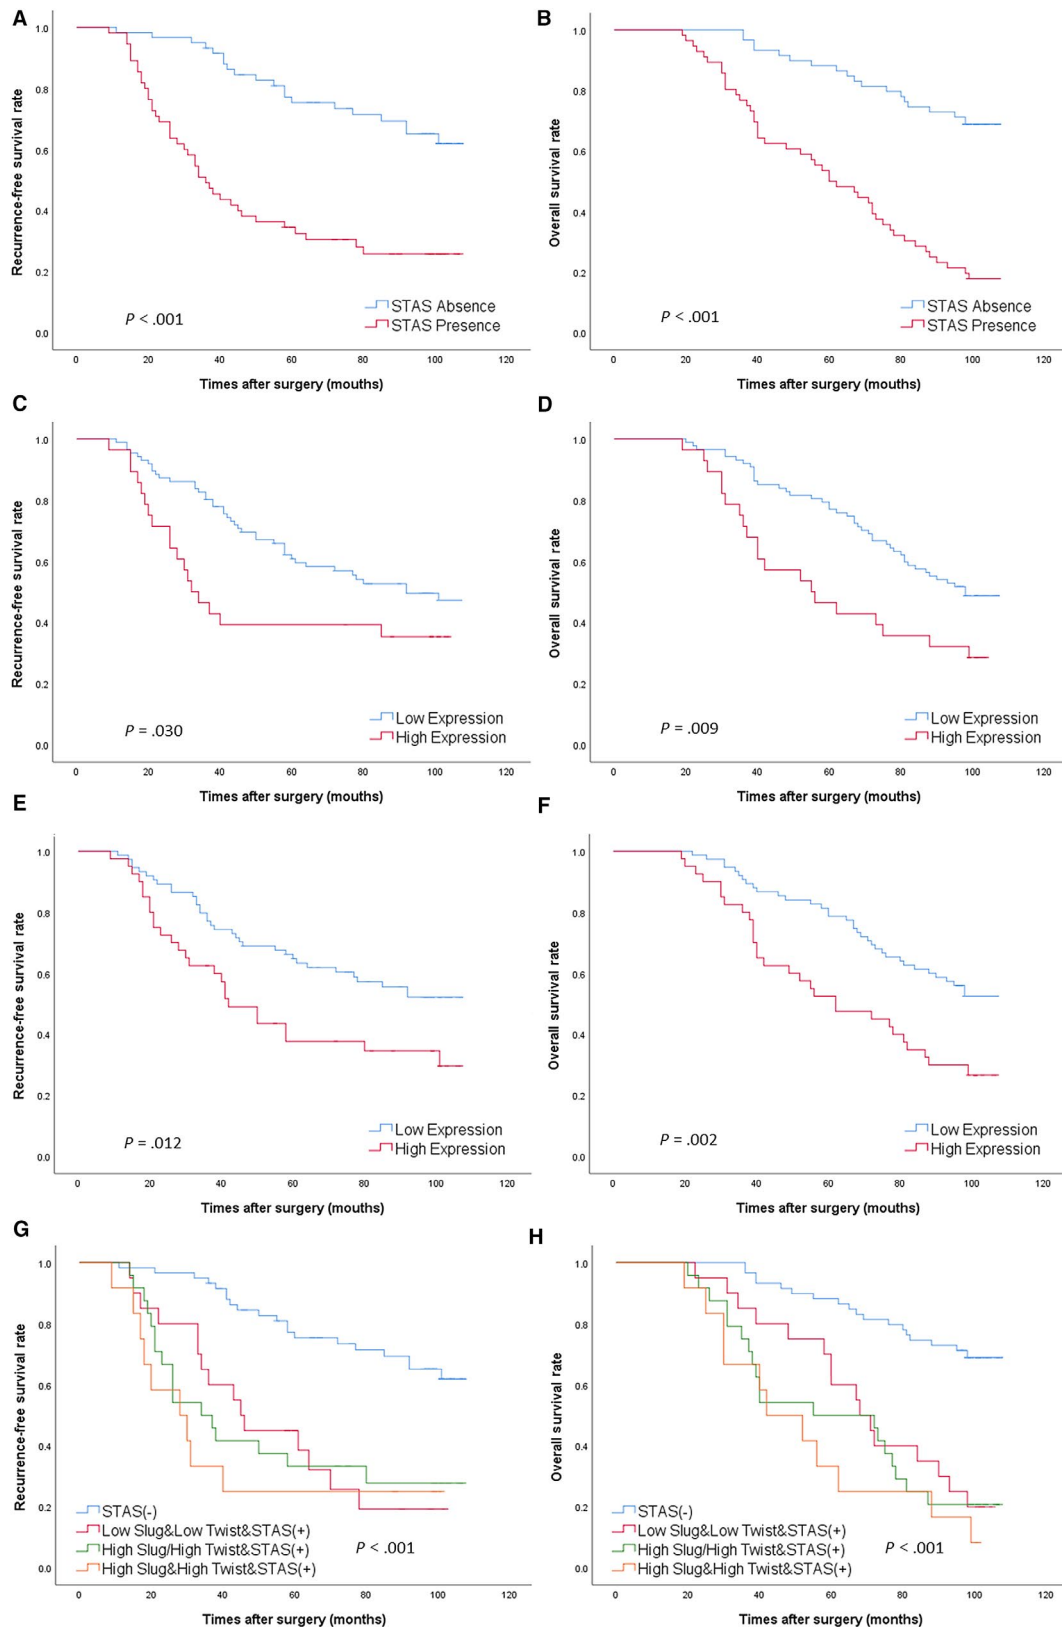 A
Recurrence-free survival rate
1.0
0.8
0.6
0.4
0.2
0.0
P < .001
STAS Absence
STAS Presence
0 20 40 60 80 100 120
Times after surgery (mouths)
B
Overall survival rate
1.0
0.8
0.6
0.4
0.2
0.0
P < .001
STAS Absence
STAS Presence
0 20 40 60 80 100 120
Times after surgery (mouths)
C
Recurrence-free survival rate
1.0
0.8
0.6
0.4
0.2
0.0
P = .030
Low Expression
High Expression
0 20 40 60 80 100 120
Times after surgery (mouths)
D
Overall survival rate
1.0
0.8
0.6
0.4
0.2
0.0
P = .009
Low Expression
High Expression
0 20 40 60 80 100 120
Times after surgery (mouths)
E
Recurrence-free survival rate
1.0
0.8
0.6
0.4
0.2
0.0
P = .012
Low Expression
High Expression
0 20 40 60 80 100 120
Times after surgery (mouths)
F
Overall survival rate
1.0
0.8
0.6
0.4
0.2
0.0
P = .002
Low Expression
High Expression
0 20 40 60 80 100 120
Times after surgery (mouths)
G
Recurrence-free survival rate
1.0
0.8
0.6
0.4
0.2
0.0
STAS(-)
Low Slug&Low Twist&STAS(+)
High Slug/High Twist&STAS(+)
High Slug&High Twist&STAS(+)
P < .001
0 20 40 60 80 100 120
Times after surgery (months)
H
Overall survival rate
1.0
0.8
0.6
0.4
0.2
0.0
STAS(-)
Low Slug&Low Twist&STAS(+)
High Slug/High Twist&STAS(+)
High Slug&High Twist&STAS(+)
P < .001
0 20 40 60 80 100 120
Times after surgery (months)